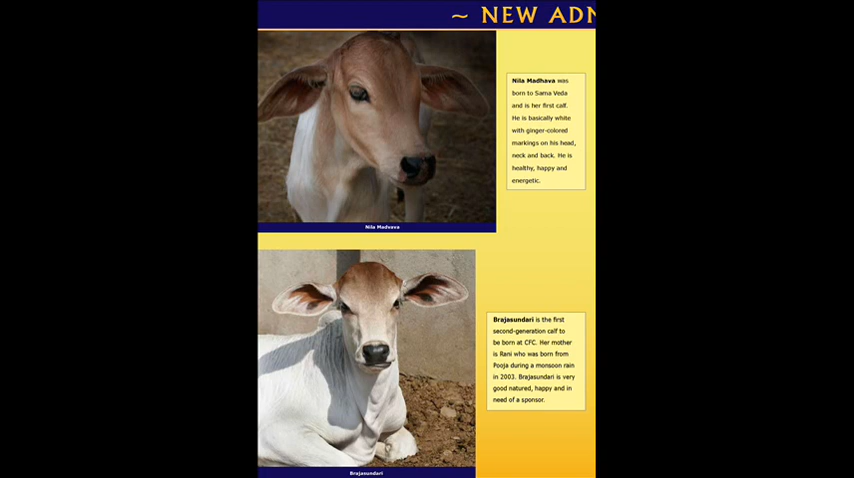 ~ NEW
Nila Madhava was
born to Sama Veda
and is her first calf.
He is basically white
with ginger-colored
markings on his head,
neck and back. He is
healthy, happy and
energetic.
Nila Madvava
Brajasundari is the first
second-generation calf to
be born at CFC. Her mother
is Rani who was born from
Pooja during a monsoon rain
in 2003. Brajasundari is very
good natured, happy and in
need of a sponsor.
Brajasundari